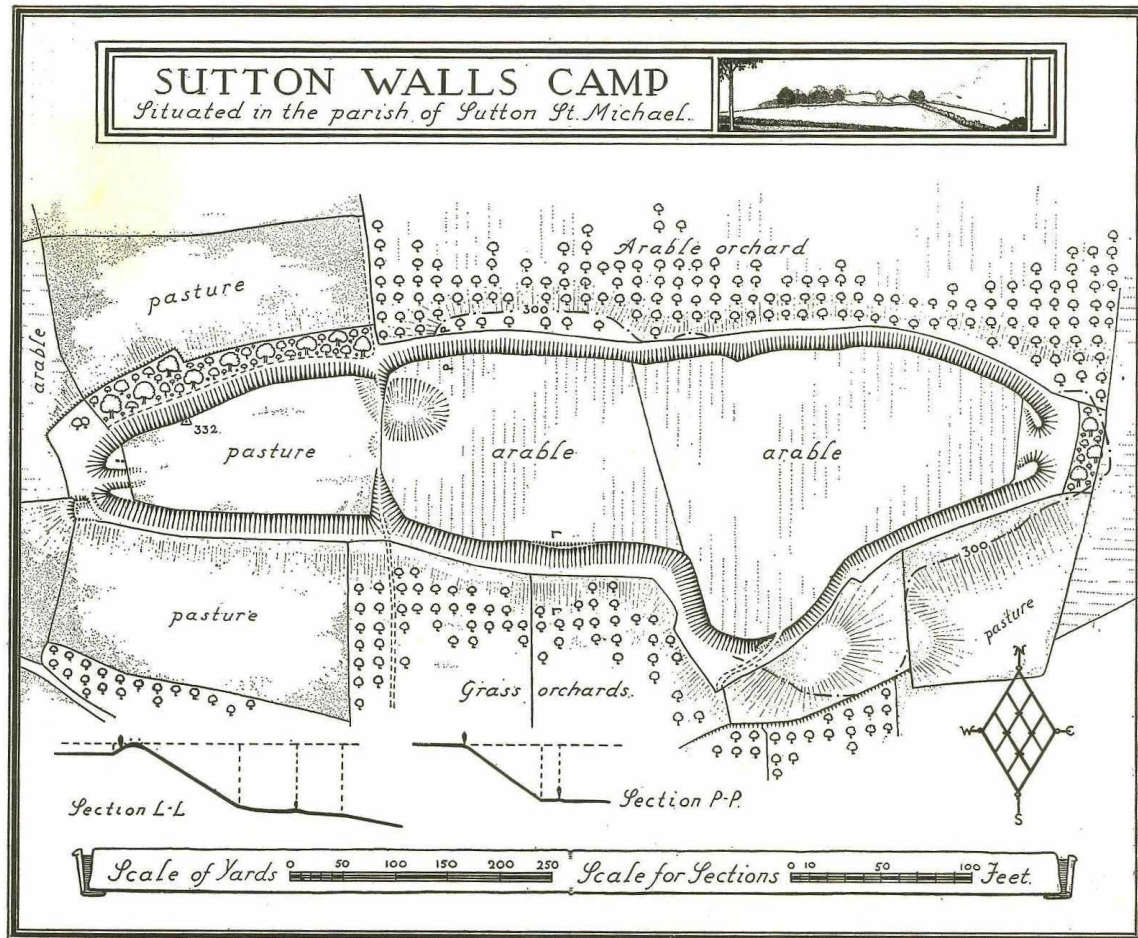 SUTTON WALLS CAMP
Situated in the parish of Sutton St. Michael.
Arable orchard
pasture
arable
300
P
P
332.
pasture
arable
arable
L
300
pasture
pasture
L
Grass orchards.
N
W
E
S
Section L-L
Section P-P.
Scale of Yards 0 50 100 150 200 250
Scale for Sections 0 10 50 100 Feet.